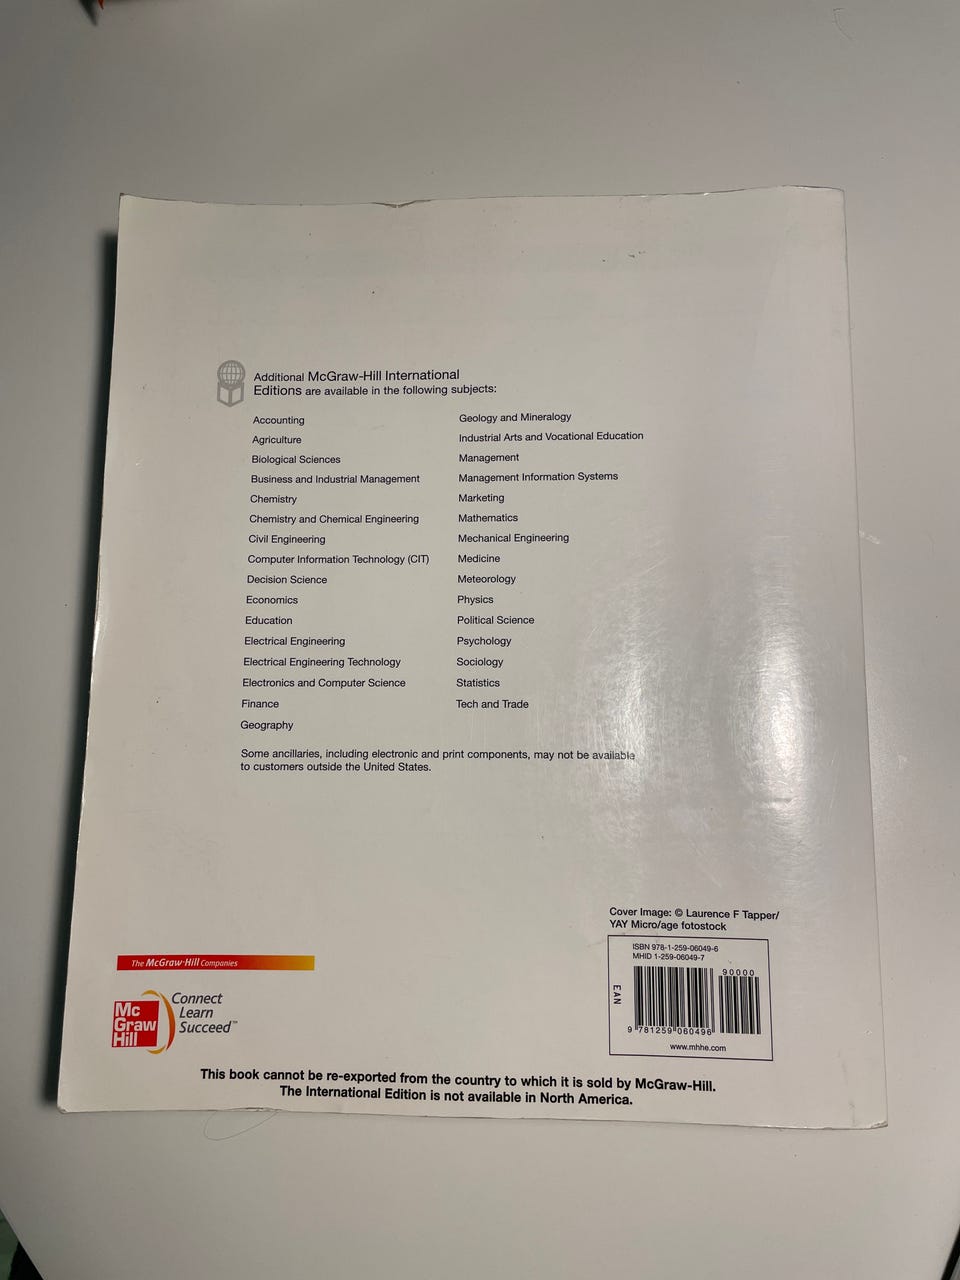 Additional McGraw-Hill International
Editions are available in the following subjects:
Accounting
Agriculture
Biological Sciences
Business and Industrial Management
Chemistry
Chemistry and Chemical Engineering
Civil Engineering
Computer Information Technology (CIT)
Decision Science
Economics
Education
Electrical Engineering
Electrical Engineering Technology
Electronics and Computer Science
Finance
Geography
Geology and Mineralogy
Industrial Arts and Vocational Education
Management
Management Information Systems
Marketing
Mathematics
Mechanical Engineering
Medicine
Meteorology
Physics
Political Science
Psychology
Sociology
Statistics
Tech and Trade
Some ancillaries, including electronic and print components, may not be available
to customers outside the United States.
Cover Image: © Laurence F Tapper/
YAY Micro/age fotostock
ISBN 978-1-259-06049-6
MHID 1-259-06049-7
90000
EAN
9 781259 060496
www.mhhe.com
The McGraw·Hill Companies
Mc
Graw
Hill
Connect
Learn
Succeed™
This book cannot be re-exported from the country to which it is sold by McGraw-Hill.
The International Edition is not available in North America.